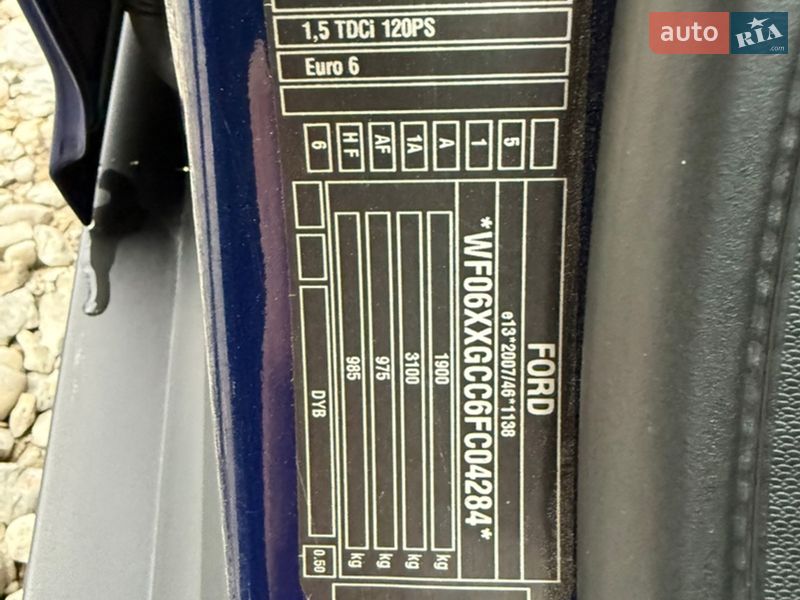 auto RIA.com
1,5 TDCi 120PS
Euro 6
6 HF AF 1A A 1 5
FORD
e13*2007/46*1138
*WF06XXGCC6FC04284*
1900 kg
3100 kg
975 kg
985 kg
DYB 0.50